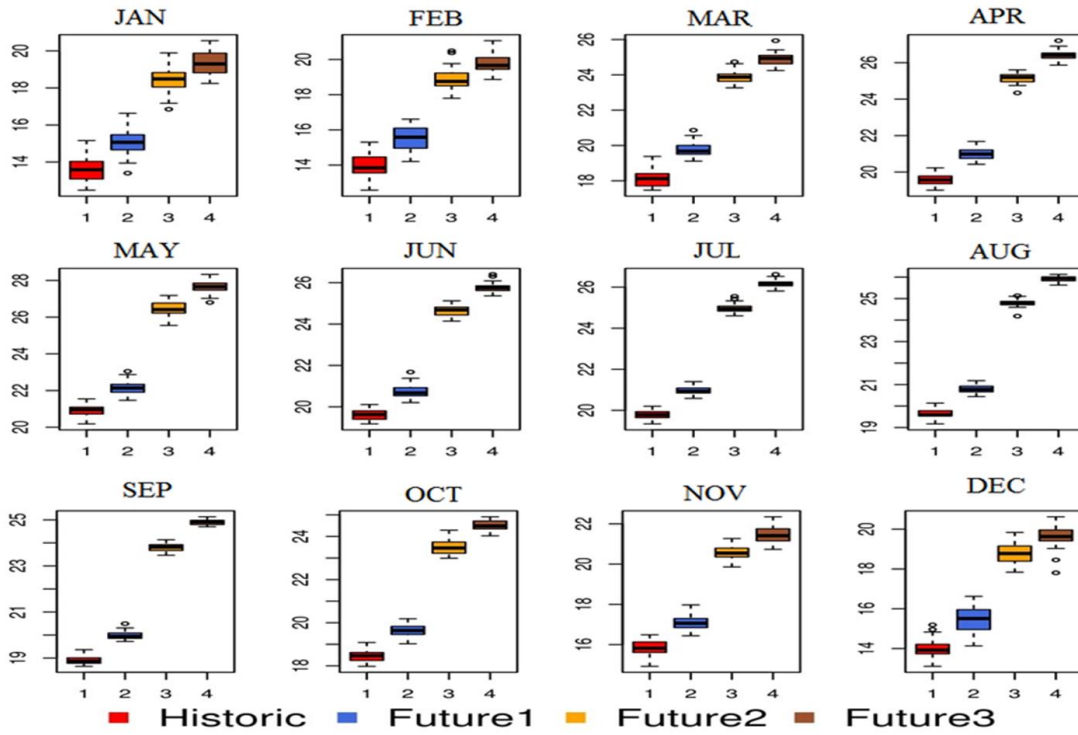 JAN FEB MAR APR
20 20 26 26
18 18 24 24
16 16 22 22
14 14 20 20
18
1 2 3 4 1 2 3 4 1 2 3 4 1 2 3 4
MAY JUN JUL AUG
28 26 26 25
26 24 24 23
24 22 22 21
22 20 20 19
20
1 2 3 4 1 2 3 4 1 2 3 4 1 2 3 4
SEP OCT NOV DEC
25 24 22 20
23 22 20 18
21 20 18 16
19 18 16 14
1 2 3 4 1 2 3 4 1 2 3 4 1 2 3 4
Historic Future1 Future2 Future3